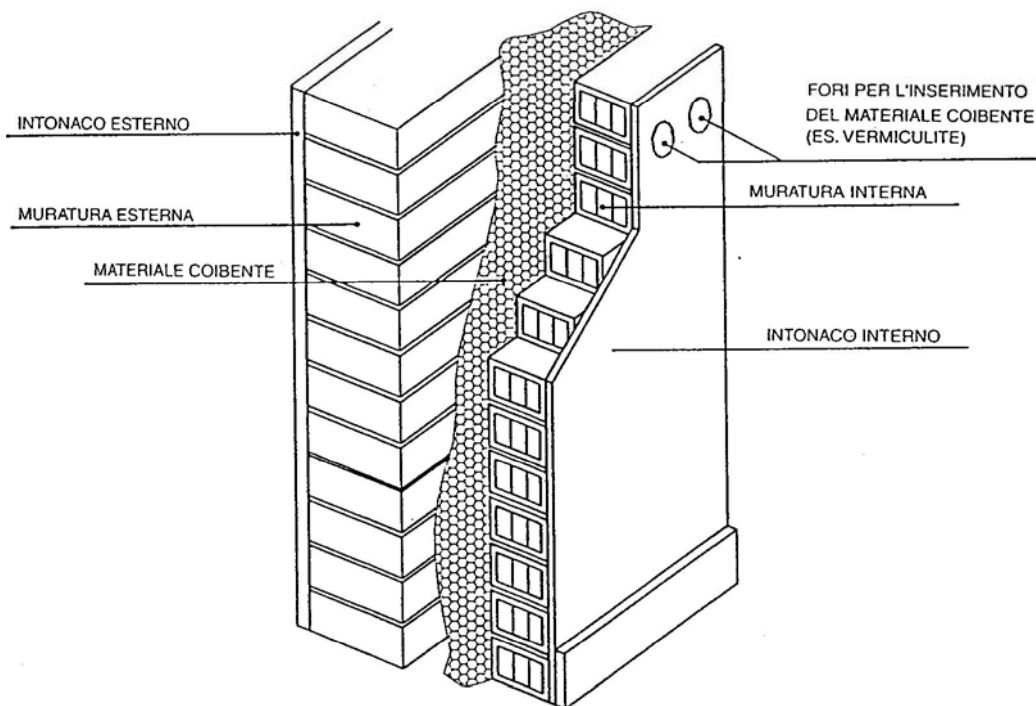 INTONACO ESTERNO
MURATURA ESTERNA
MATERIALE COIBENTE
FORI PER L'INSERIMENTO
DEL MATERIALE COIBENTE
(ES. VERMICULITE)
MURATURA INTERNA
INTONACO INTERNO